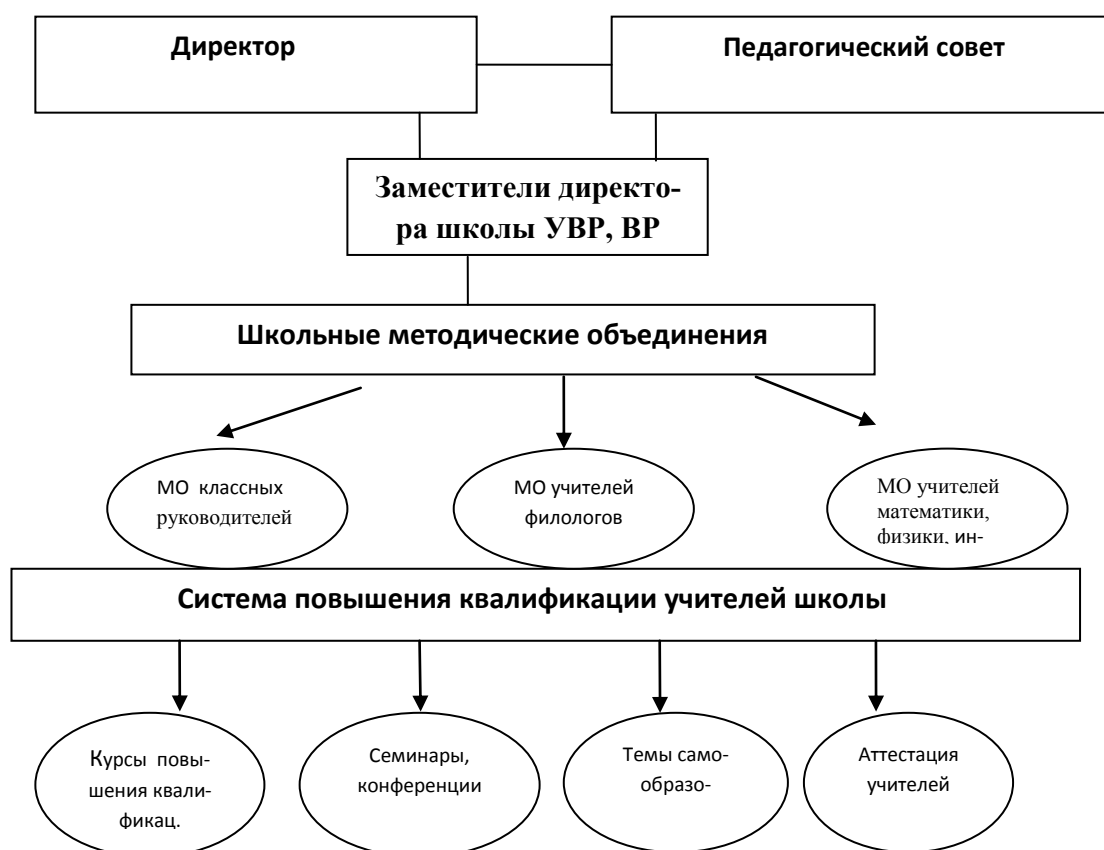 Директор
Педагогический совет
Заместители директо-
ра школы УВР, ВР
Школьные методические объединения
МО классных
руководителей
МО учителей
филологов
МО учителей
математики,
физики, ин-
Система повышения квалификации учителей школы
Курсы повы-
шения квали-
фикац.
Семинары,
конференции
Темы само-
образо-
Аттестация
учителей